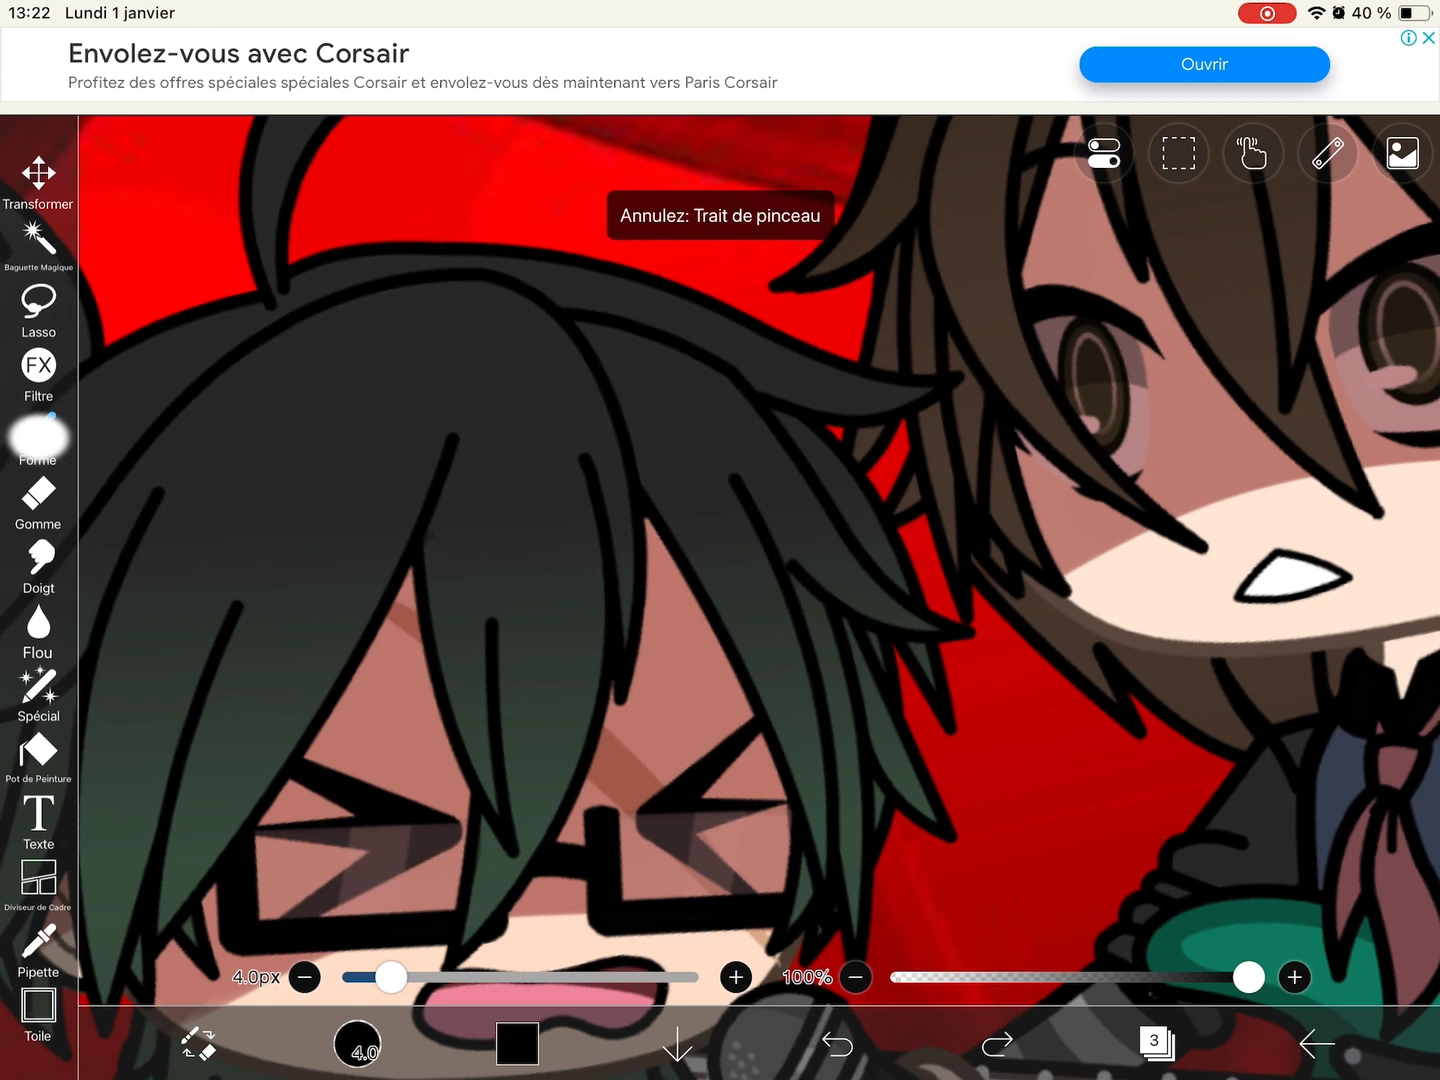 13:22 Lundi 1 janvier
40 %
Envolez-vous avec Corsair
Profitez des offres spéciales spéciales Corsair et envolez-vous dès maintenant vers Paris Corsair
Ouvrir
Annulez: Trait de pinceau
Transformer
Baguette Magique
Lasso
FX
Filtre
Forme
Gomme
Doigt
Flou
Spécial
Pot de Peinture
T
Texte
Diviseur de Cadre
Pipette
Toile
4.0px
100%
4.0
3